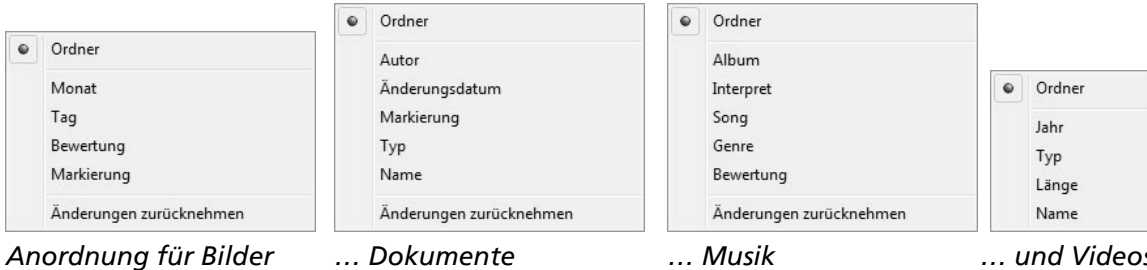 Ordner
Monat
Tag
Bewertung
Markierung
Änderungen zurücknehmen
Anordnung für Bilder
Ordner
Autor
Änderungsdatum
Markierung
Typ
Name
Änderungen zurücknehmen
... Dokumente
Ordner
Album
Interpret
Song
Genre
Bewertung
Änderungen zurücknehmen
... Musik
Ordner
Jahr
Typ
Länge
Name
... und Videos